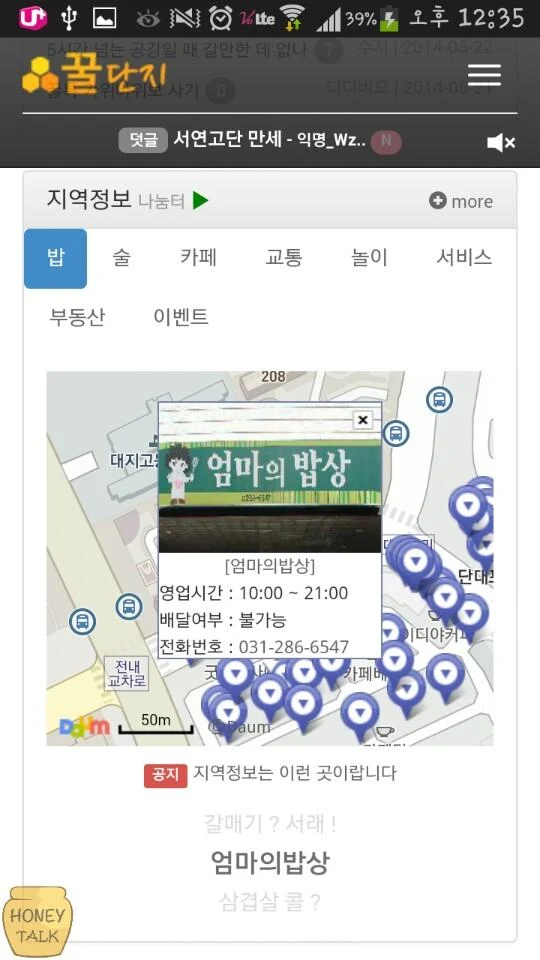 U+ LTE 39% 오후 12:35
5시간 넘는 공강일 때 갈만한 데 없나 7 수지 | 2014-05-22
꿀단지
디디바오 | 2014-05-21
덧글 서연고단 만세 - 익명_Wz.. N
지역정보 나눔터 more
밥 술 카페 교통 놀이 서비스
부동산 이벤트
208
대지고
엄마의 밥상
[엄마의밥상]
영업시간 : 10:00 ~ 21:00
배달여부 : 불가능
전화번호 : 031-286-6547
단대
이디야커피
전내
교차로
카페베
Daum 50m
© Daum
공지 지역정보는 이런 곳이랍니다
갈매기 ? 서래 !
엄마의밥상
삼겹살 콜 ?
HONEY
TALK